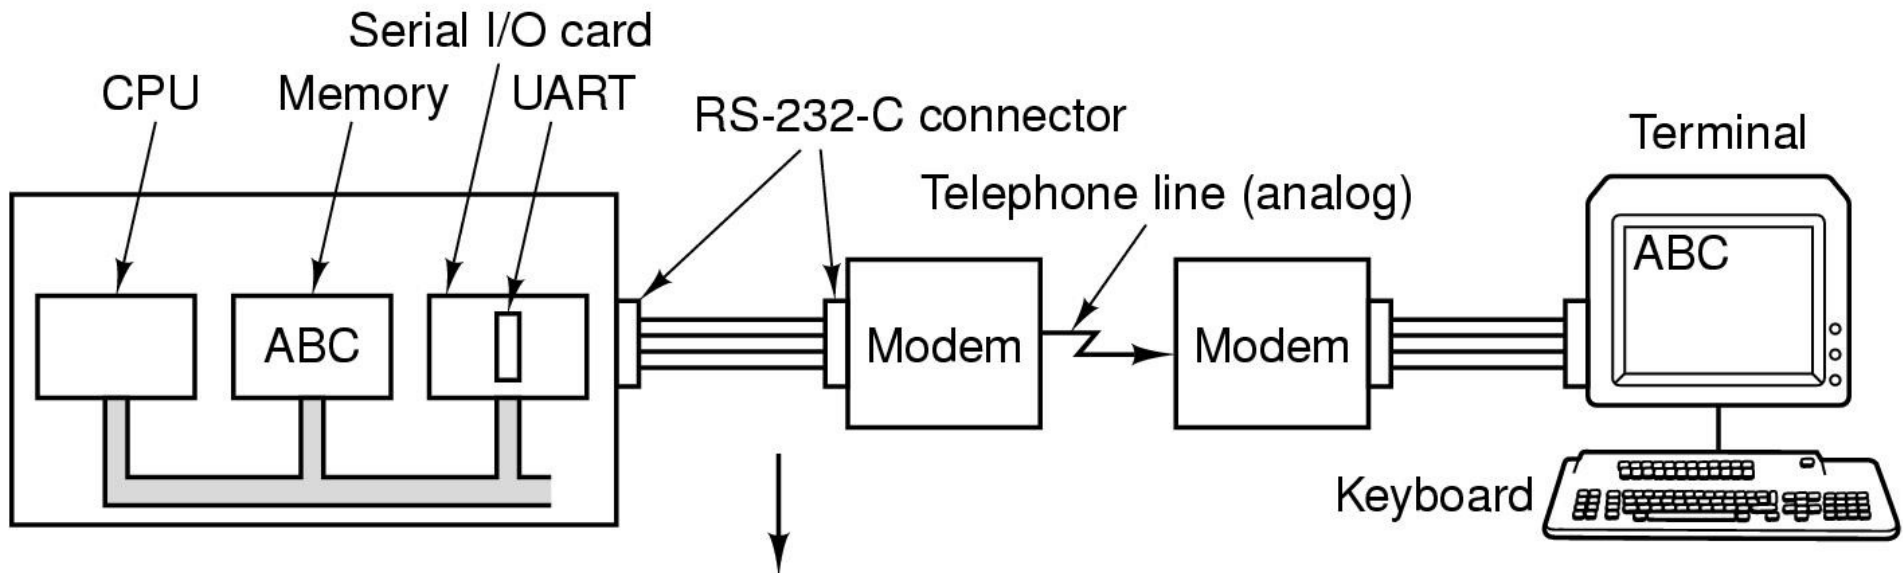 Serial I/O card
CPU
Memory
UART
RS-232-C connector
Telephone line (analog)
Terminal
ABC
Modem
Modem
ABC
Keyboard